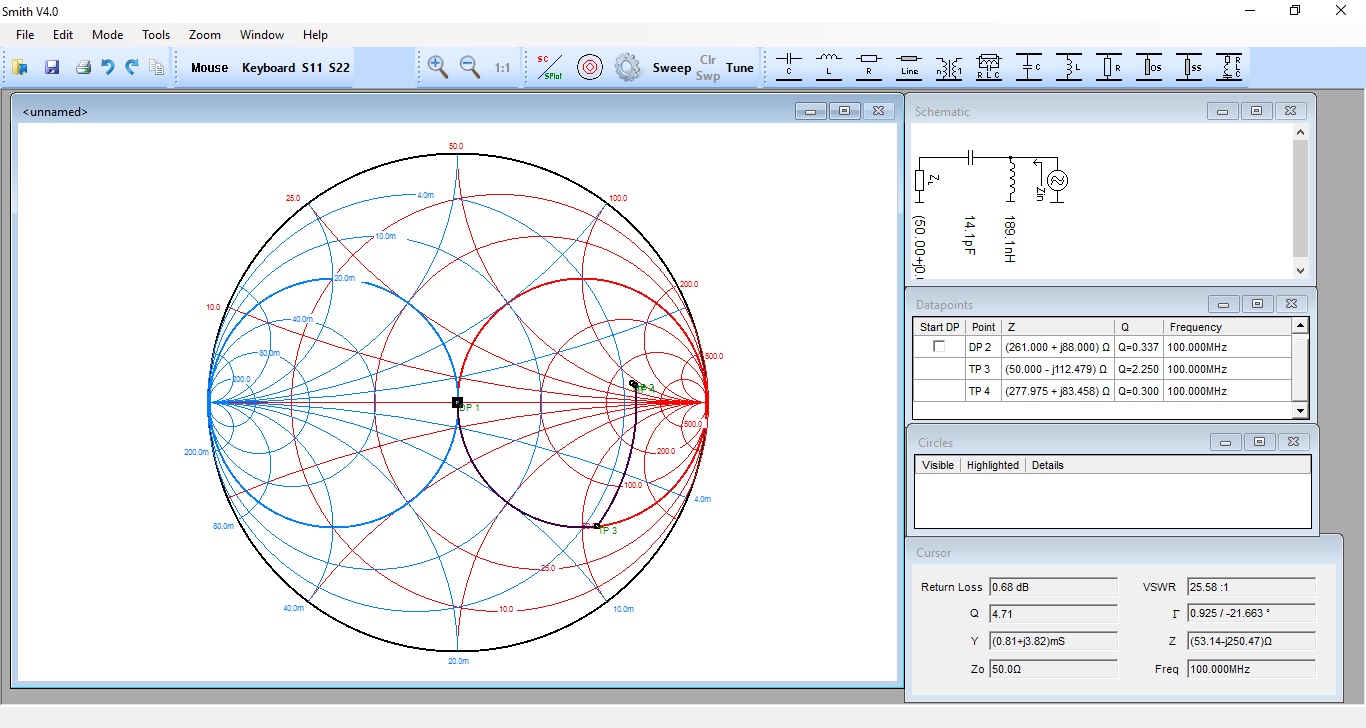 Smith V4.0
File Edit Mode Tools Zoom Window Help
Mouse Keyboard S11 S22 1:1 SC SPlot Sweep Clr Swp Tune C L R Line n 1 R L C C L R OS SS R L C
<unnamed>
50.0
25.0
4.0m
100.0
10.0m
20.0m
200.0
10.0
40.0m
80.0m
500.0
200.0
DP 1
500.0
200.0m
200.0
100.0
4.0m
80.0m
TP 3
25.0
40.0m
10.0
10.0m
20.0m
Schematic
ZL
Zin
(50.00+j0.
14.1pF
189.1nH
Datapoints
Start DP Point Z Q Frequency
DP 2 (261.000 + j88.000) Ω Q=0.337 100.000MHz
TP 3 (50.000 - j112.479) Ω Q=2.250 100.000MHz
TP 4 (277.975 + j83.458) Ω Q=0.300 100.000MHz
Circles
Visible Highlighted Details
Cursor
Return Loss 0.68 dB VSWR 25.58 :1
Q 4.71 Γ 0.925 / -21.663 °
Y (0.81+j3.82)mS Z (53.14-j250.47)Ω
Zo 50.0Ω Freq 100.000MHz